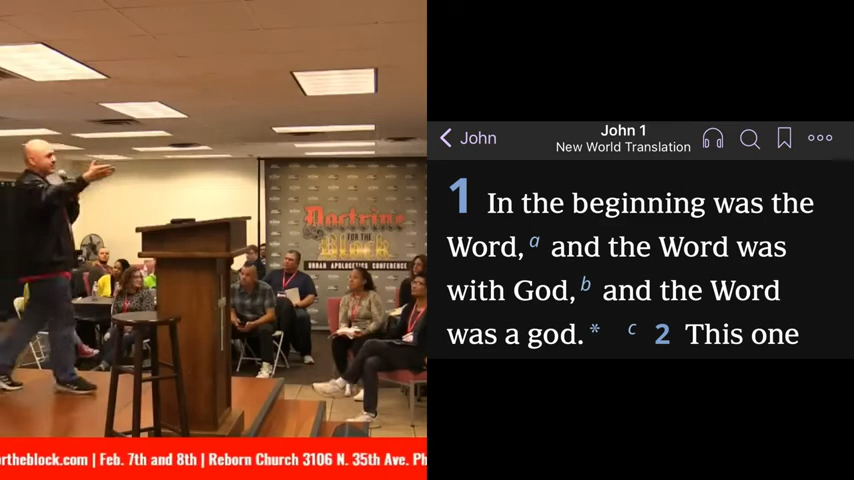 Doctrine
FOR THE
Block
URBAN APOLOGETICS CONFERENCE
ortheblock.com | Feb. 7th and 8th | Reborn Church 3106 N. 35th Ave. Ph
John
John 1
New World Translation
1 In the beginning was the
Word, a and the Word was
with God, b and the Word
was a god. * c 2 This one